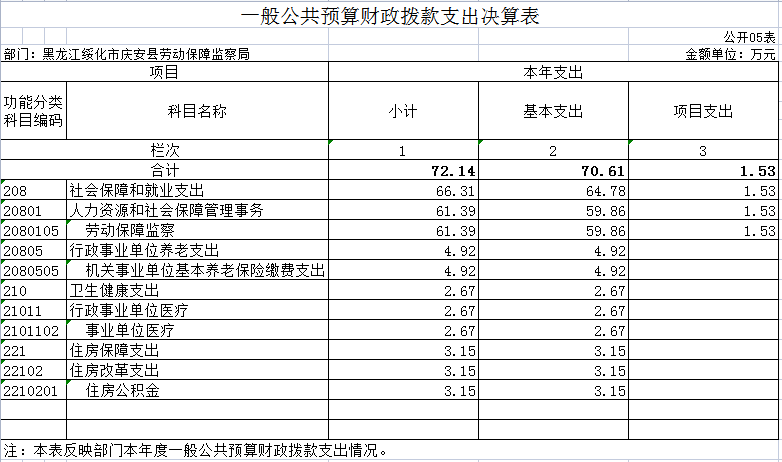 一般公共预算财政拨款支出决算表
公开05表
部门：黑龙江绥化市庆安县劳动保障监察局 金额单位：万元
项目 本年支出
功能分类科目编码 科目名称 小计 基本支出 项目支出
栏次 1 2 3
合计 72.14 70.61 1.53
208 社会保障和就业支出 66.31 64.78 1.53
20801 人力资源和社会保障管理事务 61.39 59.86 1.53
2080105 劳动保障监察 61.39 59.86 1.53
20805 行政事业单位养老支出 4.92 4.92
2080505 机关事业单位基本养老保险缴费支出 4.92 4.92
210 卫生健康支出 2.67 2.67
21011 行政事业单位医疗 2.67 2.67
2101102 事业单位医疗 2.67 2.67
221 住房保障支出 3.15 3.15
22102 住房改革支出 3.15 3.15
2210201 住房公积金 3.15 3.15
注：本表反映部门本年度一般公共预算财政拨款支出情况。